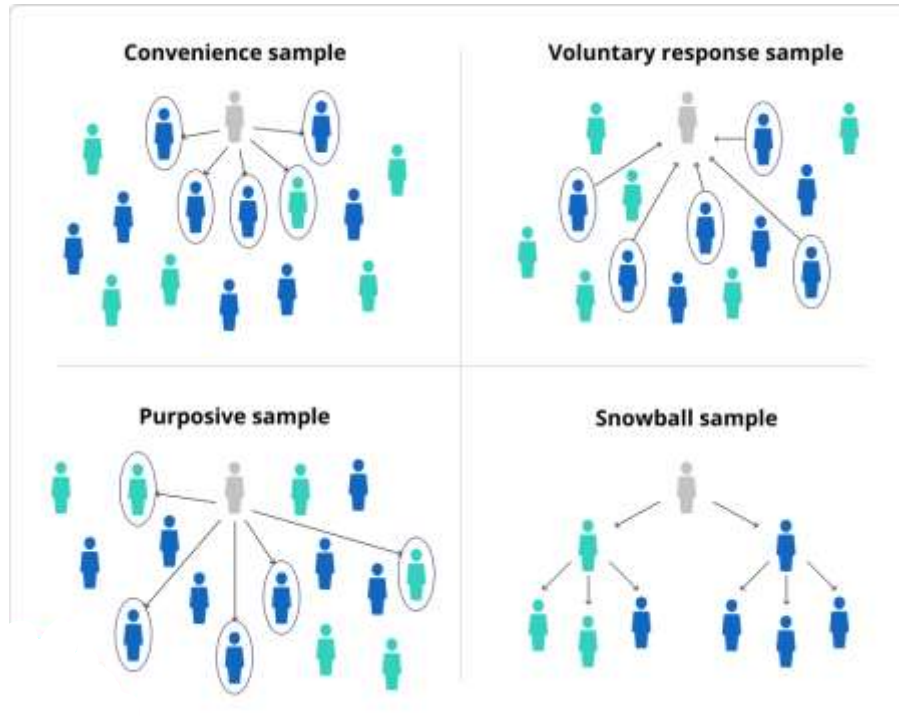 Convenience sample
Voluntary response sample
Purposive sample
Snowball sample